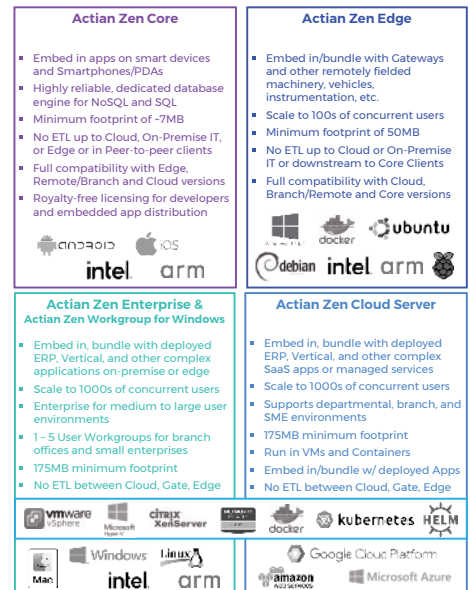 Actian Zen Core
Embed in apps on smart devices
and Smartphones/PDAs
Highly reliable, dedicated database
engine for NoSQL and SQL
Minimum footprint of ~7MB
No ETL up to Cloud, On-Premise IT,
or Edge or in Peer-to-peer clients
Full compatibility with Edge,
Remote/Branch and Cloud versions
Royalty-free licensing for developers
and embedded app distribution
android
iOS
intel.
arm
Actian Zen Edge
Embed in/bundle with Gateways
and other remotely fielded
machinery, vehicles,
instrumentation, etc.
Scale to 100s of concurrent users
Minimum footprint of 50MB
No ETL up to Cloud or On-Premise
IT or downstream to Core Clients
Full compatibility with Cloud,
Branch/Remote and Core versions
docker
ubuntu
debian
intel.
arm
Actian Zen Enterprise &
Actian Zen Workgroup for Windows
Embed in, bundle with deployed
ERP, Vertical, and other complex
applications on-premise or edge
Scale to 1000s of concurrent users
Enterprise for medium to large user
environments
1 – 5 User Workgroups for branch
offices and small enterprises
175MB minimum footprint
No ETL between Cloud, Gate, Edge
Actian Zen Cloud Server
Embed in, bundle with deployed
ERP, Vertical, and other complex
SaaS apps or managed services
Scale to 1000s of concurrent users
Supports departmental, branch, and
SME environments
175MB minimum footprint
Run in VMs and Containers
Embed in/bundle w/ deployed Apps
No ETL between Cloud, Gate, Edge
vmware
vSphere
Microsoft
Hyper-V
CITRIX
XenServer
docker
kubernetes
HELM
Mac
Windows
Linux
intel.
arm
Google Cloud Platform
amazon
web services
Microsoft Azure